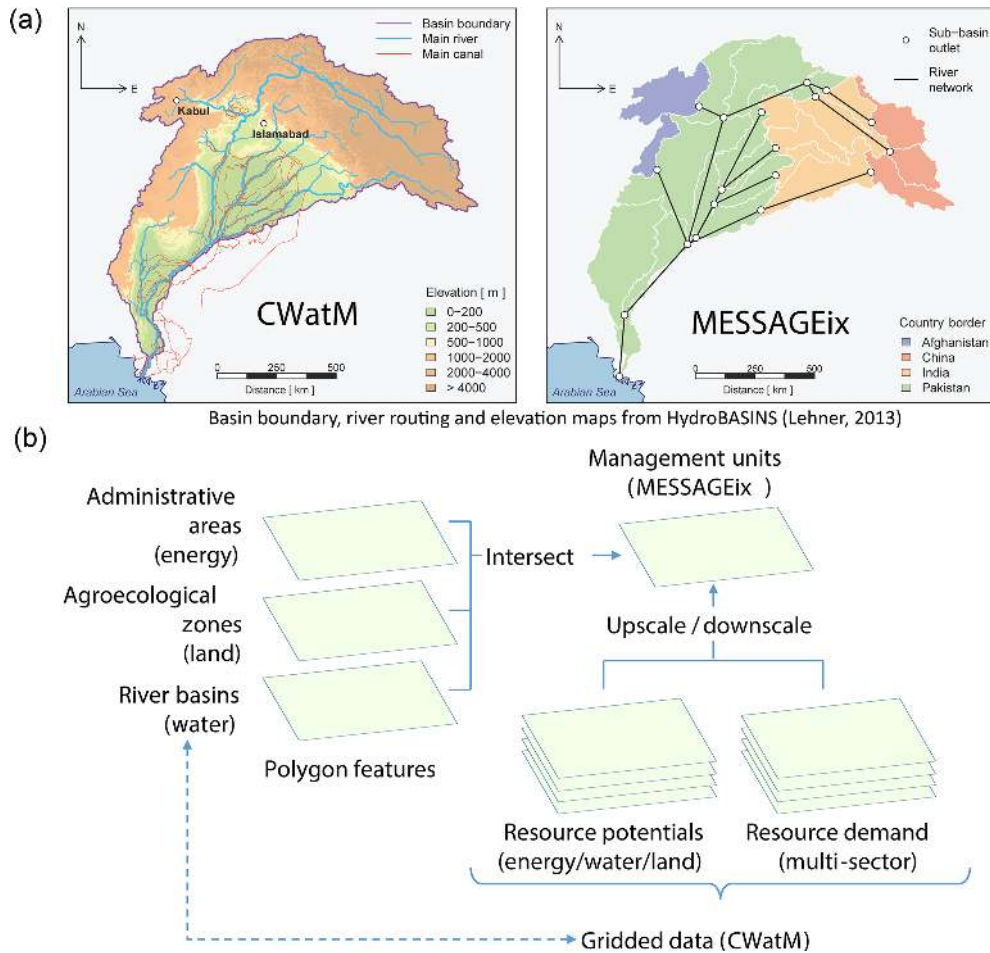 (a)
N
E
Basin boundary
Main river
Main canal
Kabul
Islamabad
CWatM
Elevation [ m ]
0−200
200−500
500−1000
1000−2000
2000−4000
> 4000
0 250 500
Distance [ km ]
Arabian Sea
N
E
Sub-basin
outlet
River
network
MESSAGEix
Country border
Afghanistan
China
India
Pakistan
0 250 500
Distance [ km ]
Arabian Sea
Basin boundary, river routing and elevation maps from HydroBASINS (Lehner, 2013)
(b)
Administrative
areas
(energy)
Agroecological
zones
(land)
River basins
(water)
Polygon features
Intersect
Management units
(MESSAGEix )
Upscale / downscale
Resource potentials
(energy/water/land)
Resource demand
(multi-sector)
Gridded data (CWatM)